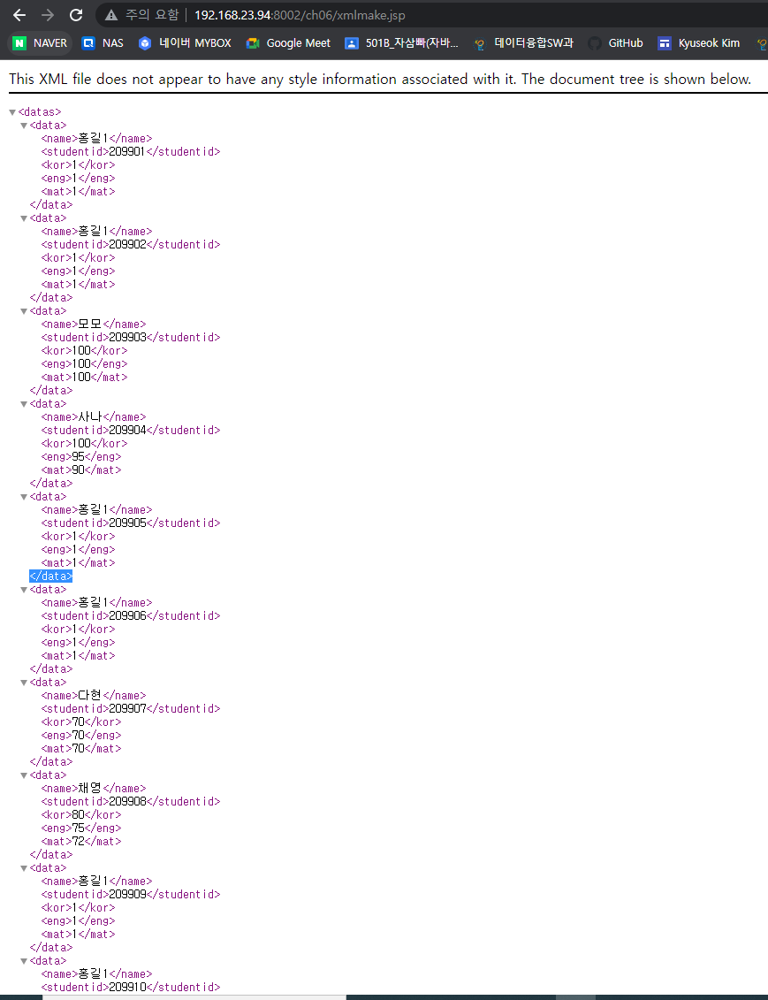 주의 요함 192.168.23.94:8002/ch06/xmlmake.jsp
NAVER NAS 네이버 MYBOX Google Meet 501B_자삼빠(자바... 데이터융합SW과 GitHub Kyuseok Kim
This XML file does not appear to have any style information associated with it. The document tree is shown below.
<datas>
<data>
<name>홍길1</name>
<studentid>209901</studentid>
<kor>1</kor>
<eng>1</eng>
<mat>1</mat>
</data>
<data>
<name>홍길1</name>
<studentid>209902</studentid>
<kor>1</kor>
<eng>1</eng>
<mat>1</mat>
</data>
<data>
<name>모모</name>
<studentid>209903</studentid>
<kor>100</kor>
<eng>100</eng>
<mat>100</mat>
</data>
<data>
<name>사나</name>
<studentid>209904</studentid>
<kor>100</kor>
<eng>95</eng>
<mat>90</mat>
</data>
<data>
<name>홍길1</name>
<studentid>209905</studentid>
<kor>1</kor>
<eng>1</eng>
<mat>1</mat>
</data>
<data>
<name>홍길1</name>
<studentid>209906</studentid>
<kor>1</kor>
<eng>1</eng>
<mat>1</mat>
</data>
<data>
<name>다현</name>
<studentid>209907</studentid>
<kor>70</kor>
<eng>70</eng>
<mat>70</mat>
</data>
<data>
<name>채영</name>
<studentid>209908</studentid>
<kor>80</kor>
<eng>75</eng>
<mat>72</mat>
</data>
<data>
<name>홍길1</name>
<studentid>209909</studentid>
<kor>1</kor>
<eng>1</eng>
<mat>1</mat>
</data>
<data>
<name>홍길1</name>
<studentid>209910</studentid>